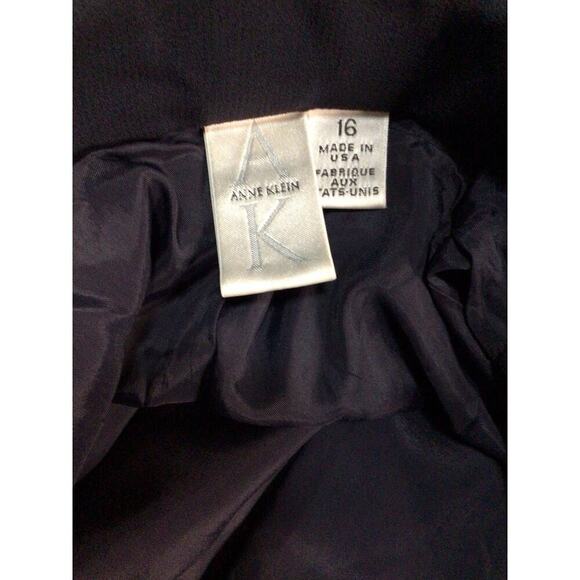 A
ANNE KLEIN
K
16
MADE IN
USA
FABRIQUE
AUX
TATS-UNIS